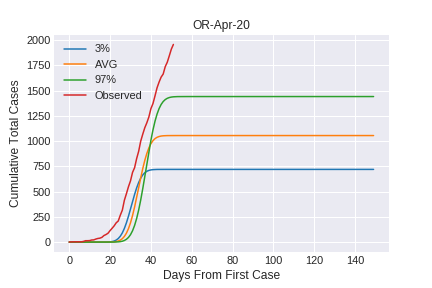 OR-Apr-20
Cumulative Total Cases
2000
1750
1500
1250
1000
750
500
250
0
3%
AVG
97%
Observed
0 20 40 60 80 100 120 140
Days From First Case